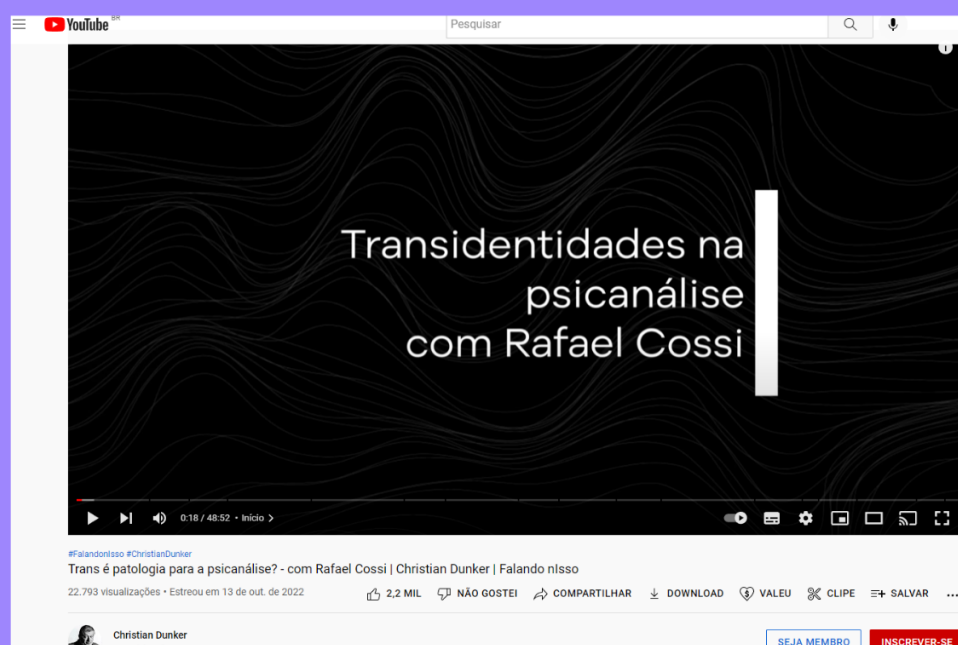 YouTube BR
Pesquisar
Transidentidades na
psicanálise
com Rafael Cossi
0:18 / 48:52 • Início
#FalandonIsso #ChristianDunker
Trans é patologia para a psicanálise? - com Rafael Cossi | Christian Dunker | Falando nIsso
22.793 visualizações • Estreou em 13 de out. de 2022
2,2 MIL NÃO GOSTEI COMPARTILHAR DOWNLOAD VALEU CLIPE SALVAR ...
Christian Dunker
SEJA MEMBRO INSCREVER-SE